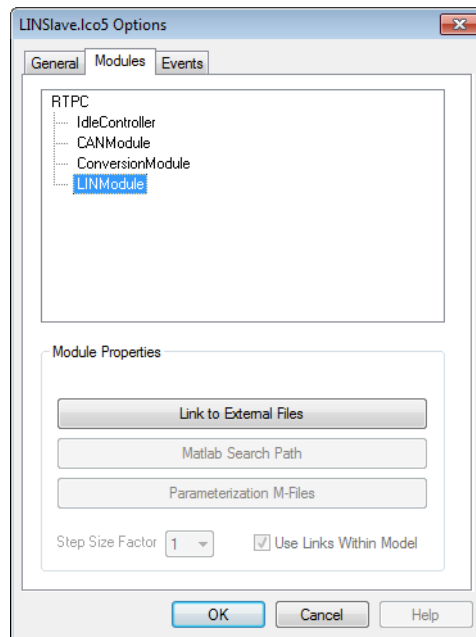 LINSlave.Ico5 Options
General Modules Events
RTPC
IdleController
CANModule
ConversionModule
LINModule
Module Properties
Link to External Files
Matlab Search Path
Parameterization M-Files
Step Size Factor 1 Use Links Within Model
OK Cancel Help